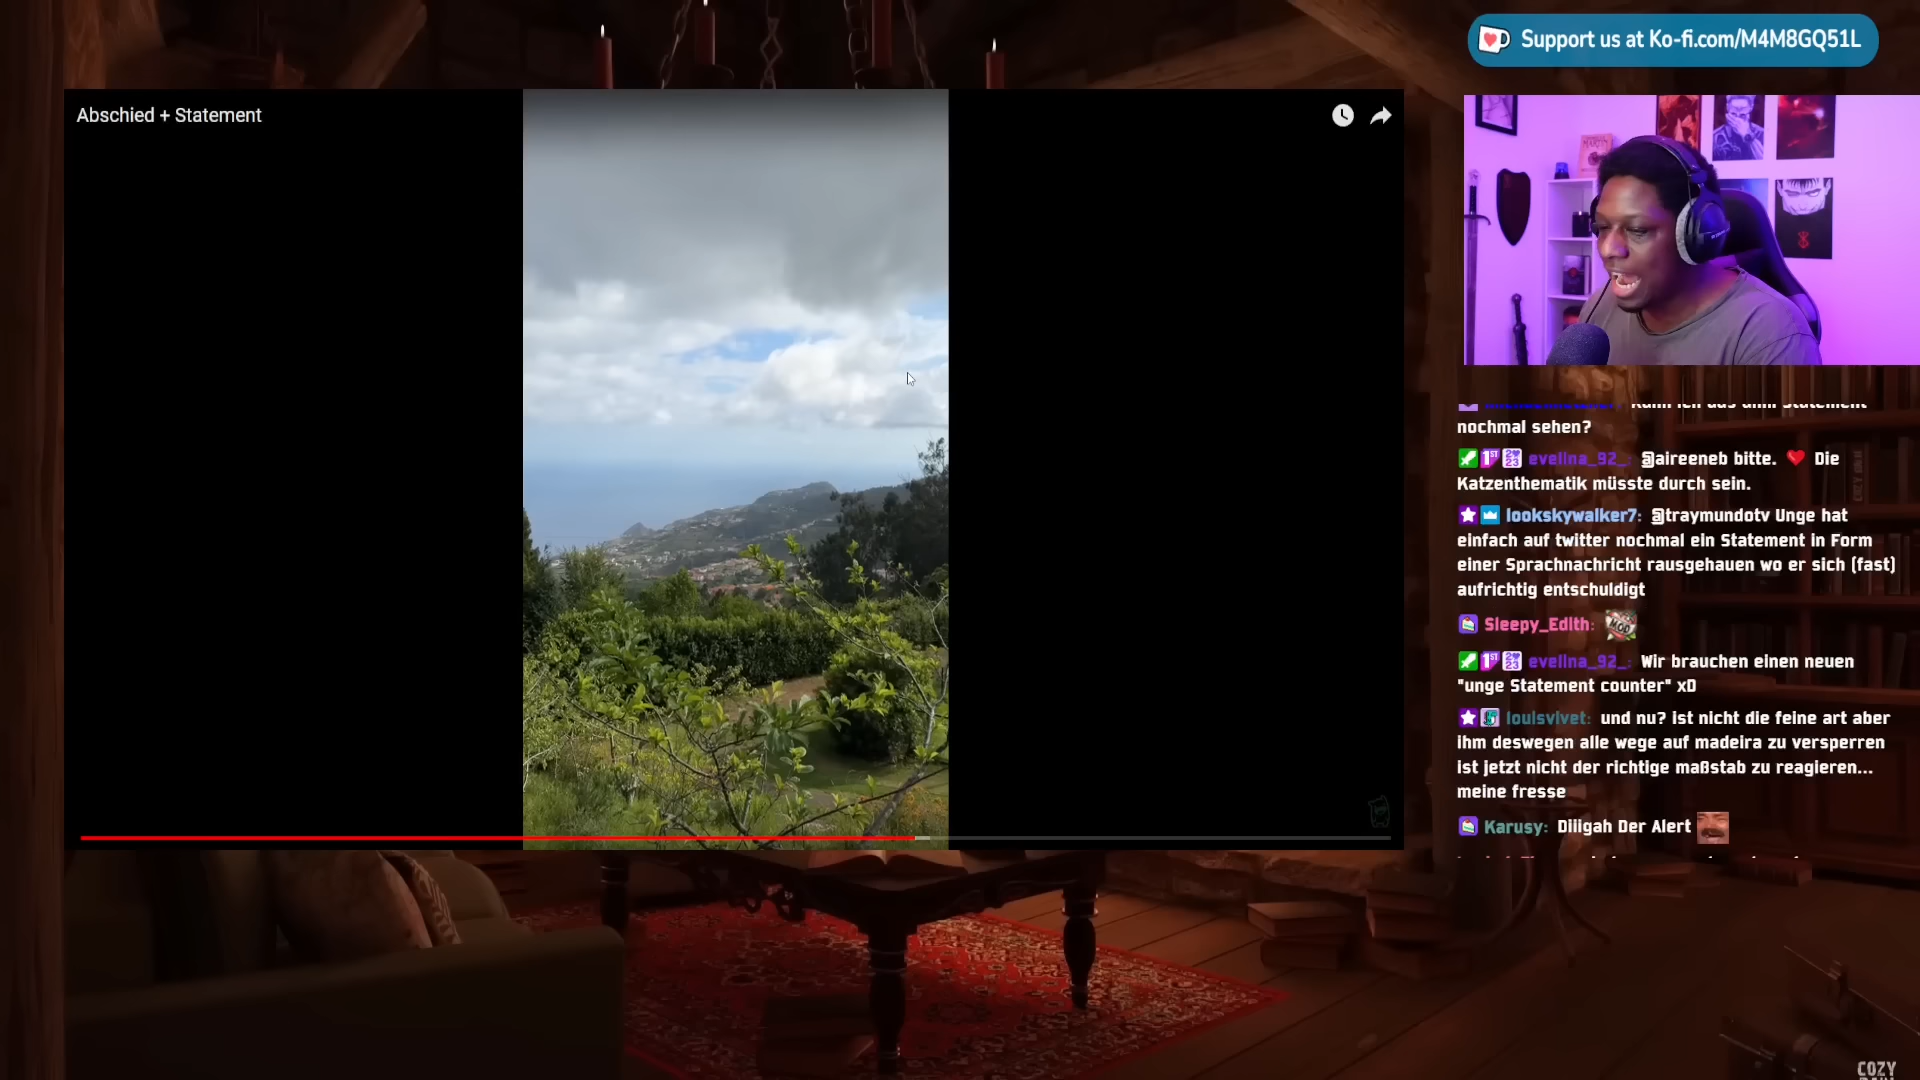 Support us at Ko-fi.com/M4M8GQ51L
Abschied + Statement
nochmal sehen?
evelina_92_: @aireeneb bitte. Die
Katzenthematik müsste durch sein.
lookskywalker7: @traymundotv Unge hat
einfach auf twitter nochmal ein Statement in Form
einer Sprachnachricht rausgehauen wo er sich (fast)
aufrichtig entschuldigt
Sleepy_Edith:
evelina_92_: Wir brauchen einen neuen
"unge Statement counter" xD
louisvivet: und nu? ist nicht die feine art aber
ihm deswegen alle wege auf madeira zu versperren
ist jetzt nicht der richtige maßstab zu reagieren...
meine fresse
Karusy: Diiigah Der Alert
COZY